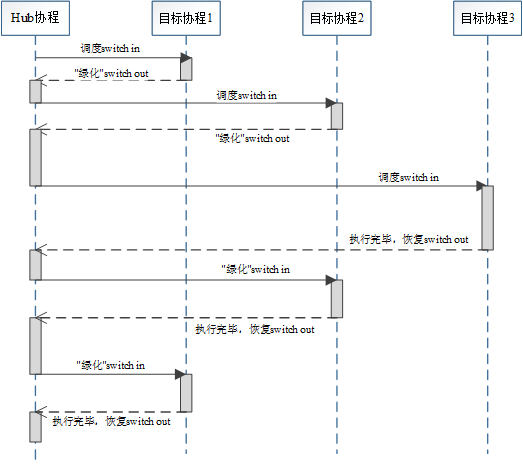 Hub协程
目标协程1
目标协程2
目标协程3
调度switch in
"绿化"switch out
调度switch in
"绿化"switch out
调度switch in
执行完毕，恢复switch out
"绿化"switch in
执行完毕，恢复switch out
"绿化"switch in
执行完毕，恢复switch out